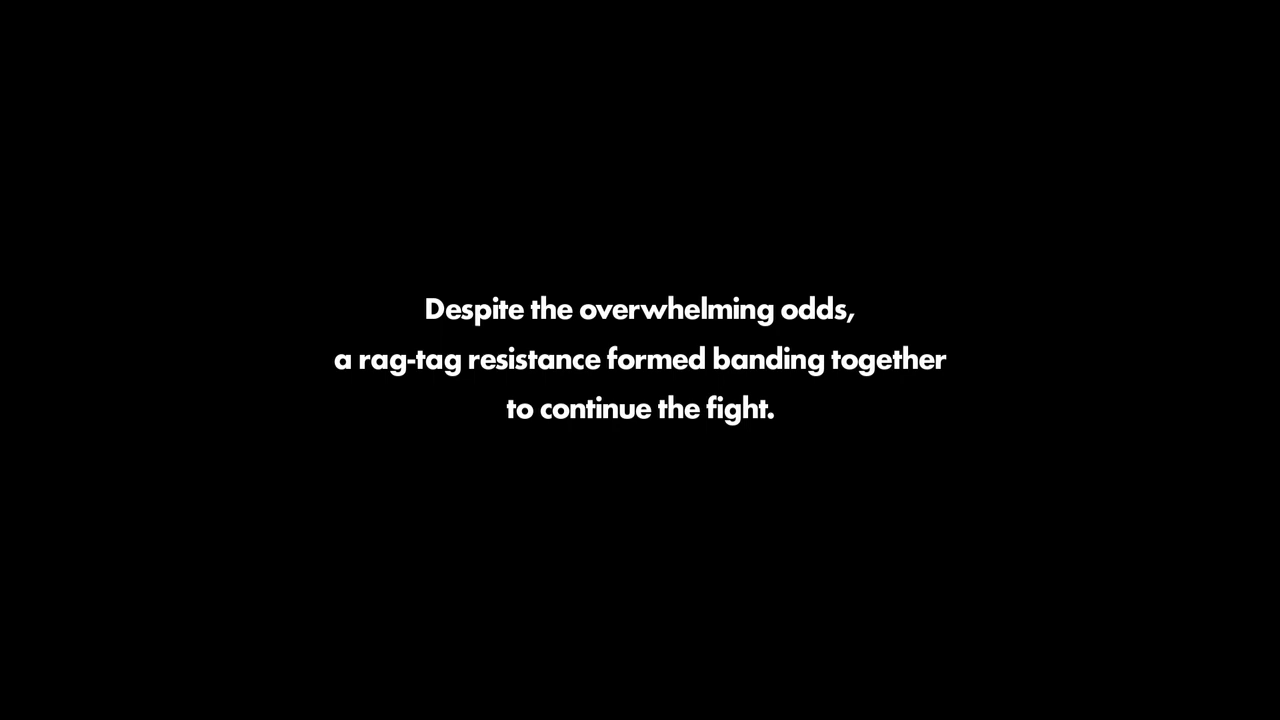 Despite the overwhelming odds,
a rag-tag resistance formed banding together
to continue the fight.